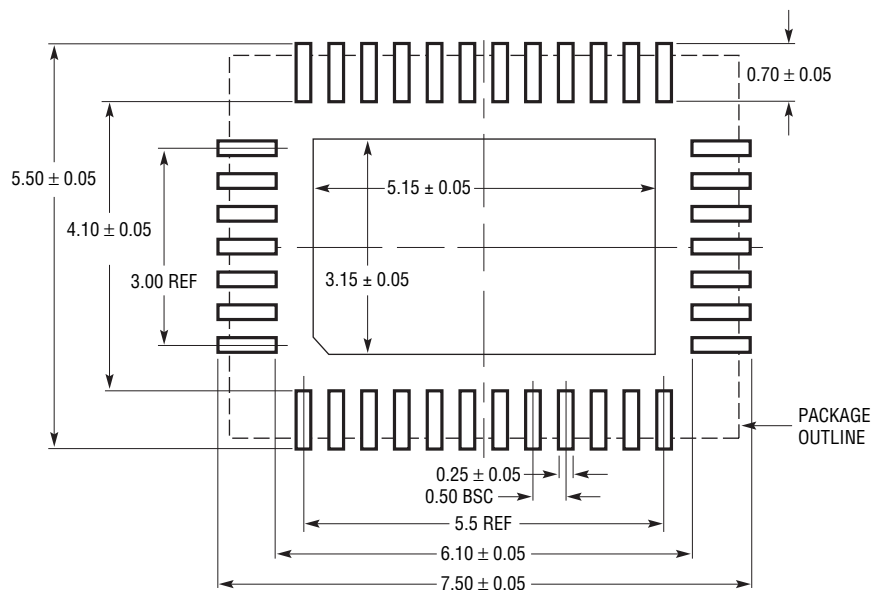 0.70 ± 0.05
5.50 ± 0.05
5.15 ± 0.05
4.10 ± 0.05
3.00 REF
3.15 ± 0.05
PACKAGE
OUTLINE
0.25 ± 0.05
0.50 BSC
5.5 REF
6.10 ± 0.05
7.50 ± 0.05